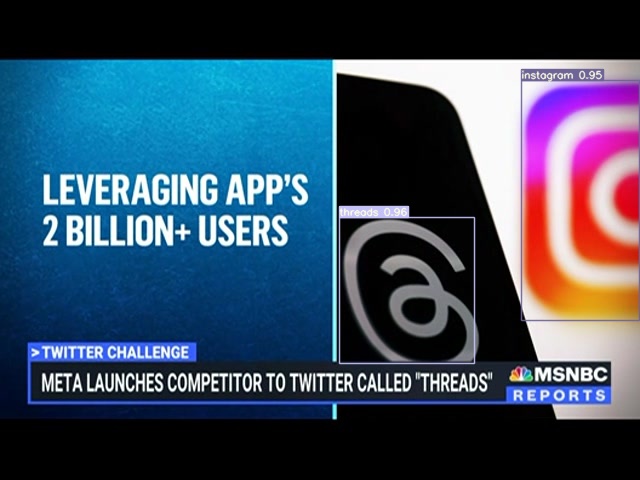 instagram 0.95
LEVERAGING APP'S
2 BILLION+ USERS
threads 0.96
> TWITTER CHALLENGE
META LAUNCHES COMPETITOR TO TWITTER CALLED "THREADS"
MSNBC
REPORTS